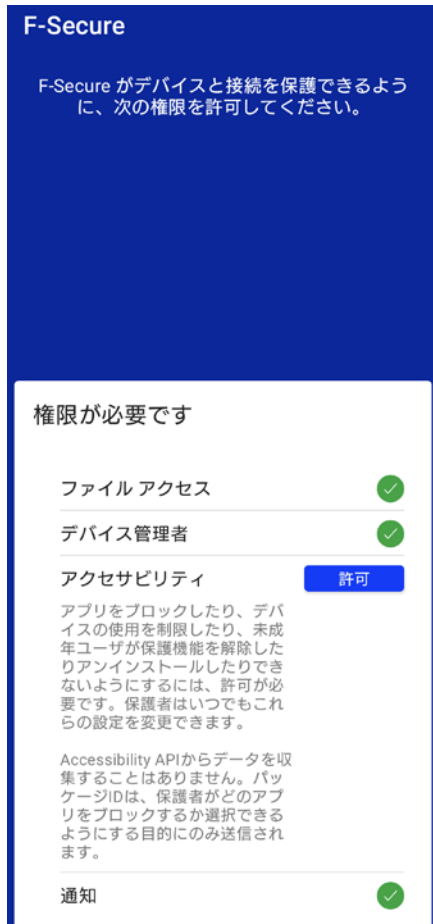 F-Secure
F-Secure がデバイスと接続を保護できるよう
に、次の権限を許可してください。
権限が必要です
ファイル アクセス
デバイス管理者
アクセサビリティ
許可
アプリをブロックしたり、デバ
イスの使用を制限したり、未成
年ユーザが保護機能を解除した
りアンインストールしたりでき
ないようにするには、許可が必
要です。保護者はいつでもこれ
らの設定を変更できます。
Accessibility APIからデータを収
集することはありません。パッ
ケージIDは、保護者がどのアプ
リをブロックするか選択できる
ようにする目的にのみ送信され
ます。
通知